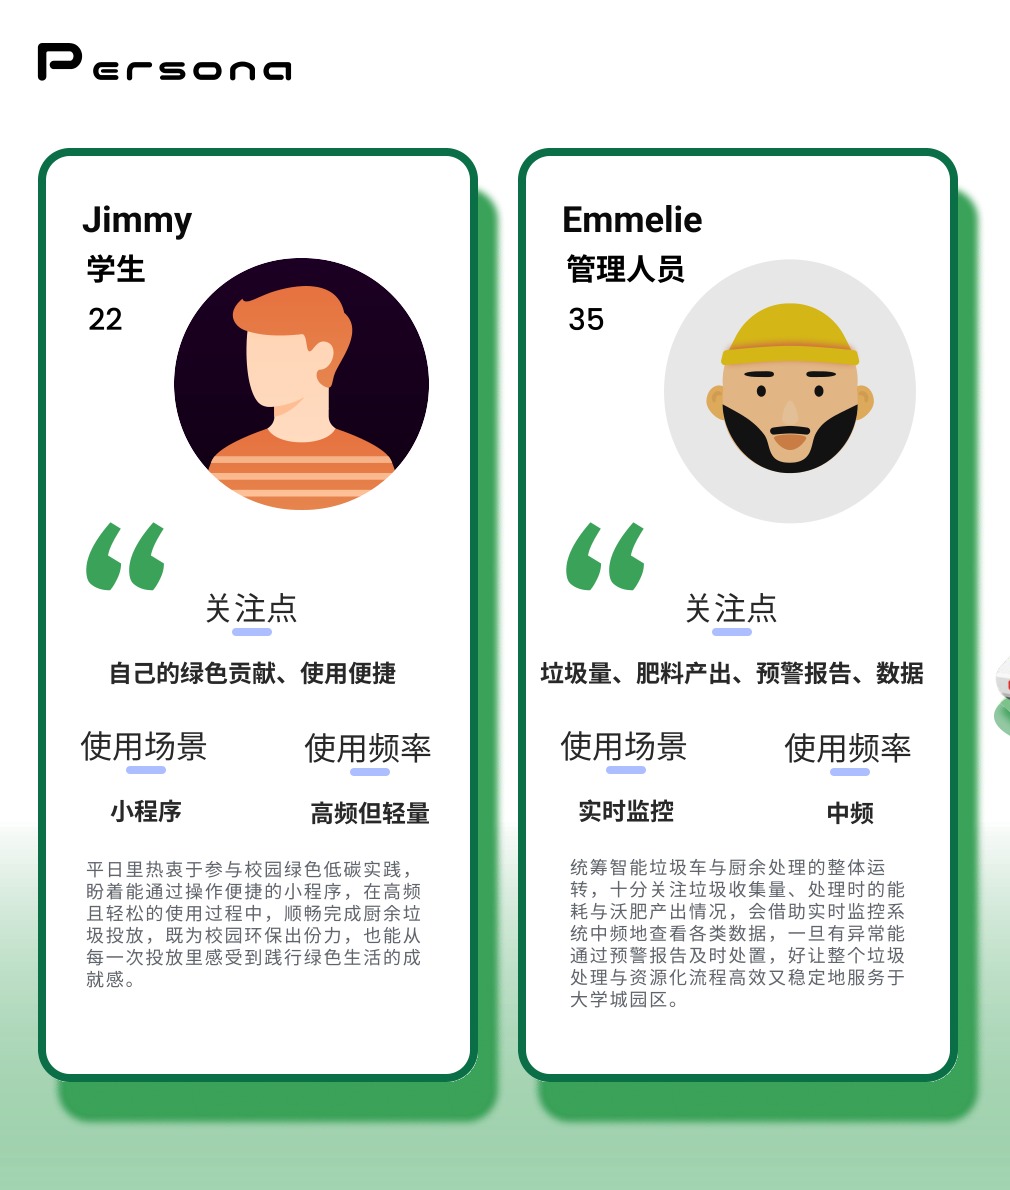 Persona
Jimmy
学生
22
关注点
自己的绿色贡献、使用便捷
使用场景
使用频率
小程序
高频但轻量
平日里热衷于参与校园绿色低碳实践，
盼着能通过操作便捷的小程序，在高频
且轻松的使用过程中，顺畅完成厨余垃
圾投放，既为校园环保出份力，也能从
每一次投放里感受到践行绿色生活的成
就感。
Emmelie
管理人员
35
关注点
垃圾量、肥料产出、预警报告、数据
使用场景
使用频率
实时监控
中频
统筹智能垃圾车与厨余处理的整体运
转，十分关注垃圾收集量、处理时的能
耗与沃肥产出情况，会借助实时监控系
统中频地查看各类数据，一旦有异常能
通过预警报告及时处置，好让整个垃圾
处理与资源化流程高效又稳定地服务于
大学城园区。